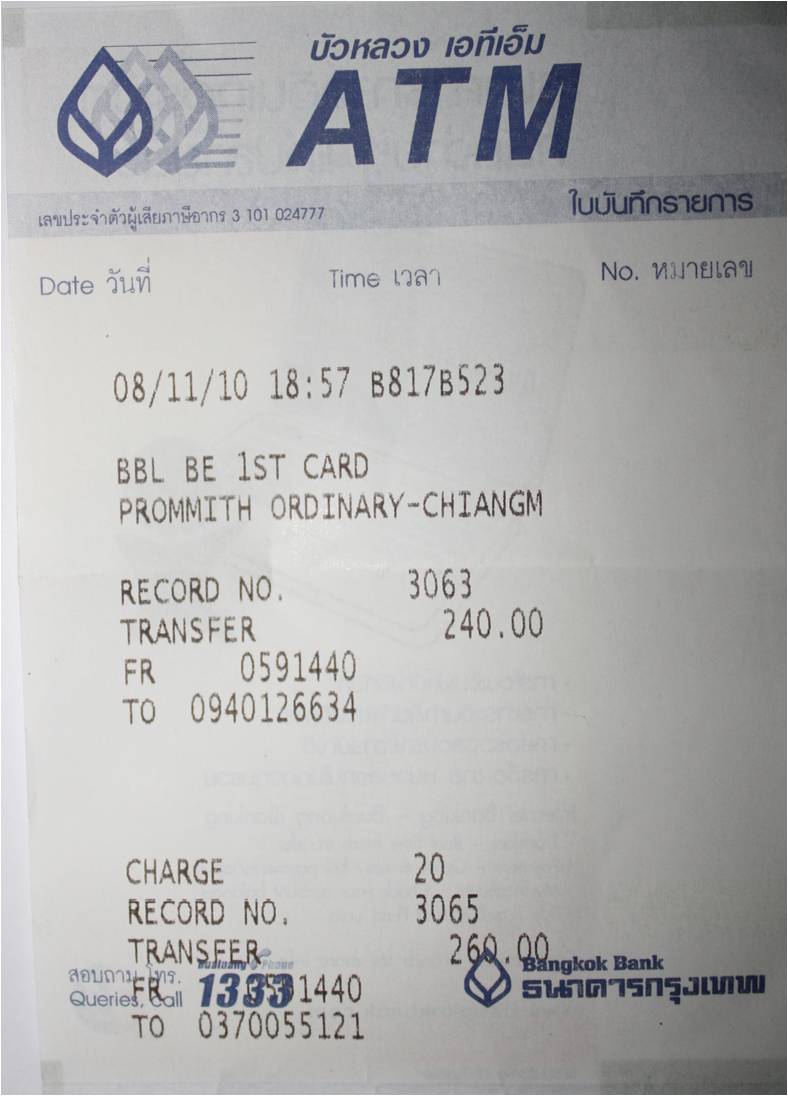 บัวหลวง เอทีเอ็ม
ATM
เลขประจำตัวผู้เสียภาษีอากร 3 101 024777
ใบบันทึกรายการ
Date วันที่ Time เวลา No. หมายเลข
08/11/10 18:57 B817B523
BBL BE 1ST CARD
PROMMITH ORDINARY-CHIANGM
RECORD NO. 3063
TRANSFER 240.00
FR 0591440
TO 0940126634
CHARGE 20
RECORD NO. 3065
TRANSFER 260.00
สอบถาม โทร. Bualuang Phone Bangkok Bank
Queries, Call 1333 ธนาคารกรุงเทพ
FR 0591440
TO 0370055121